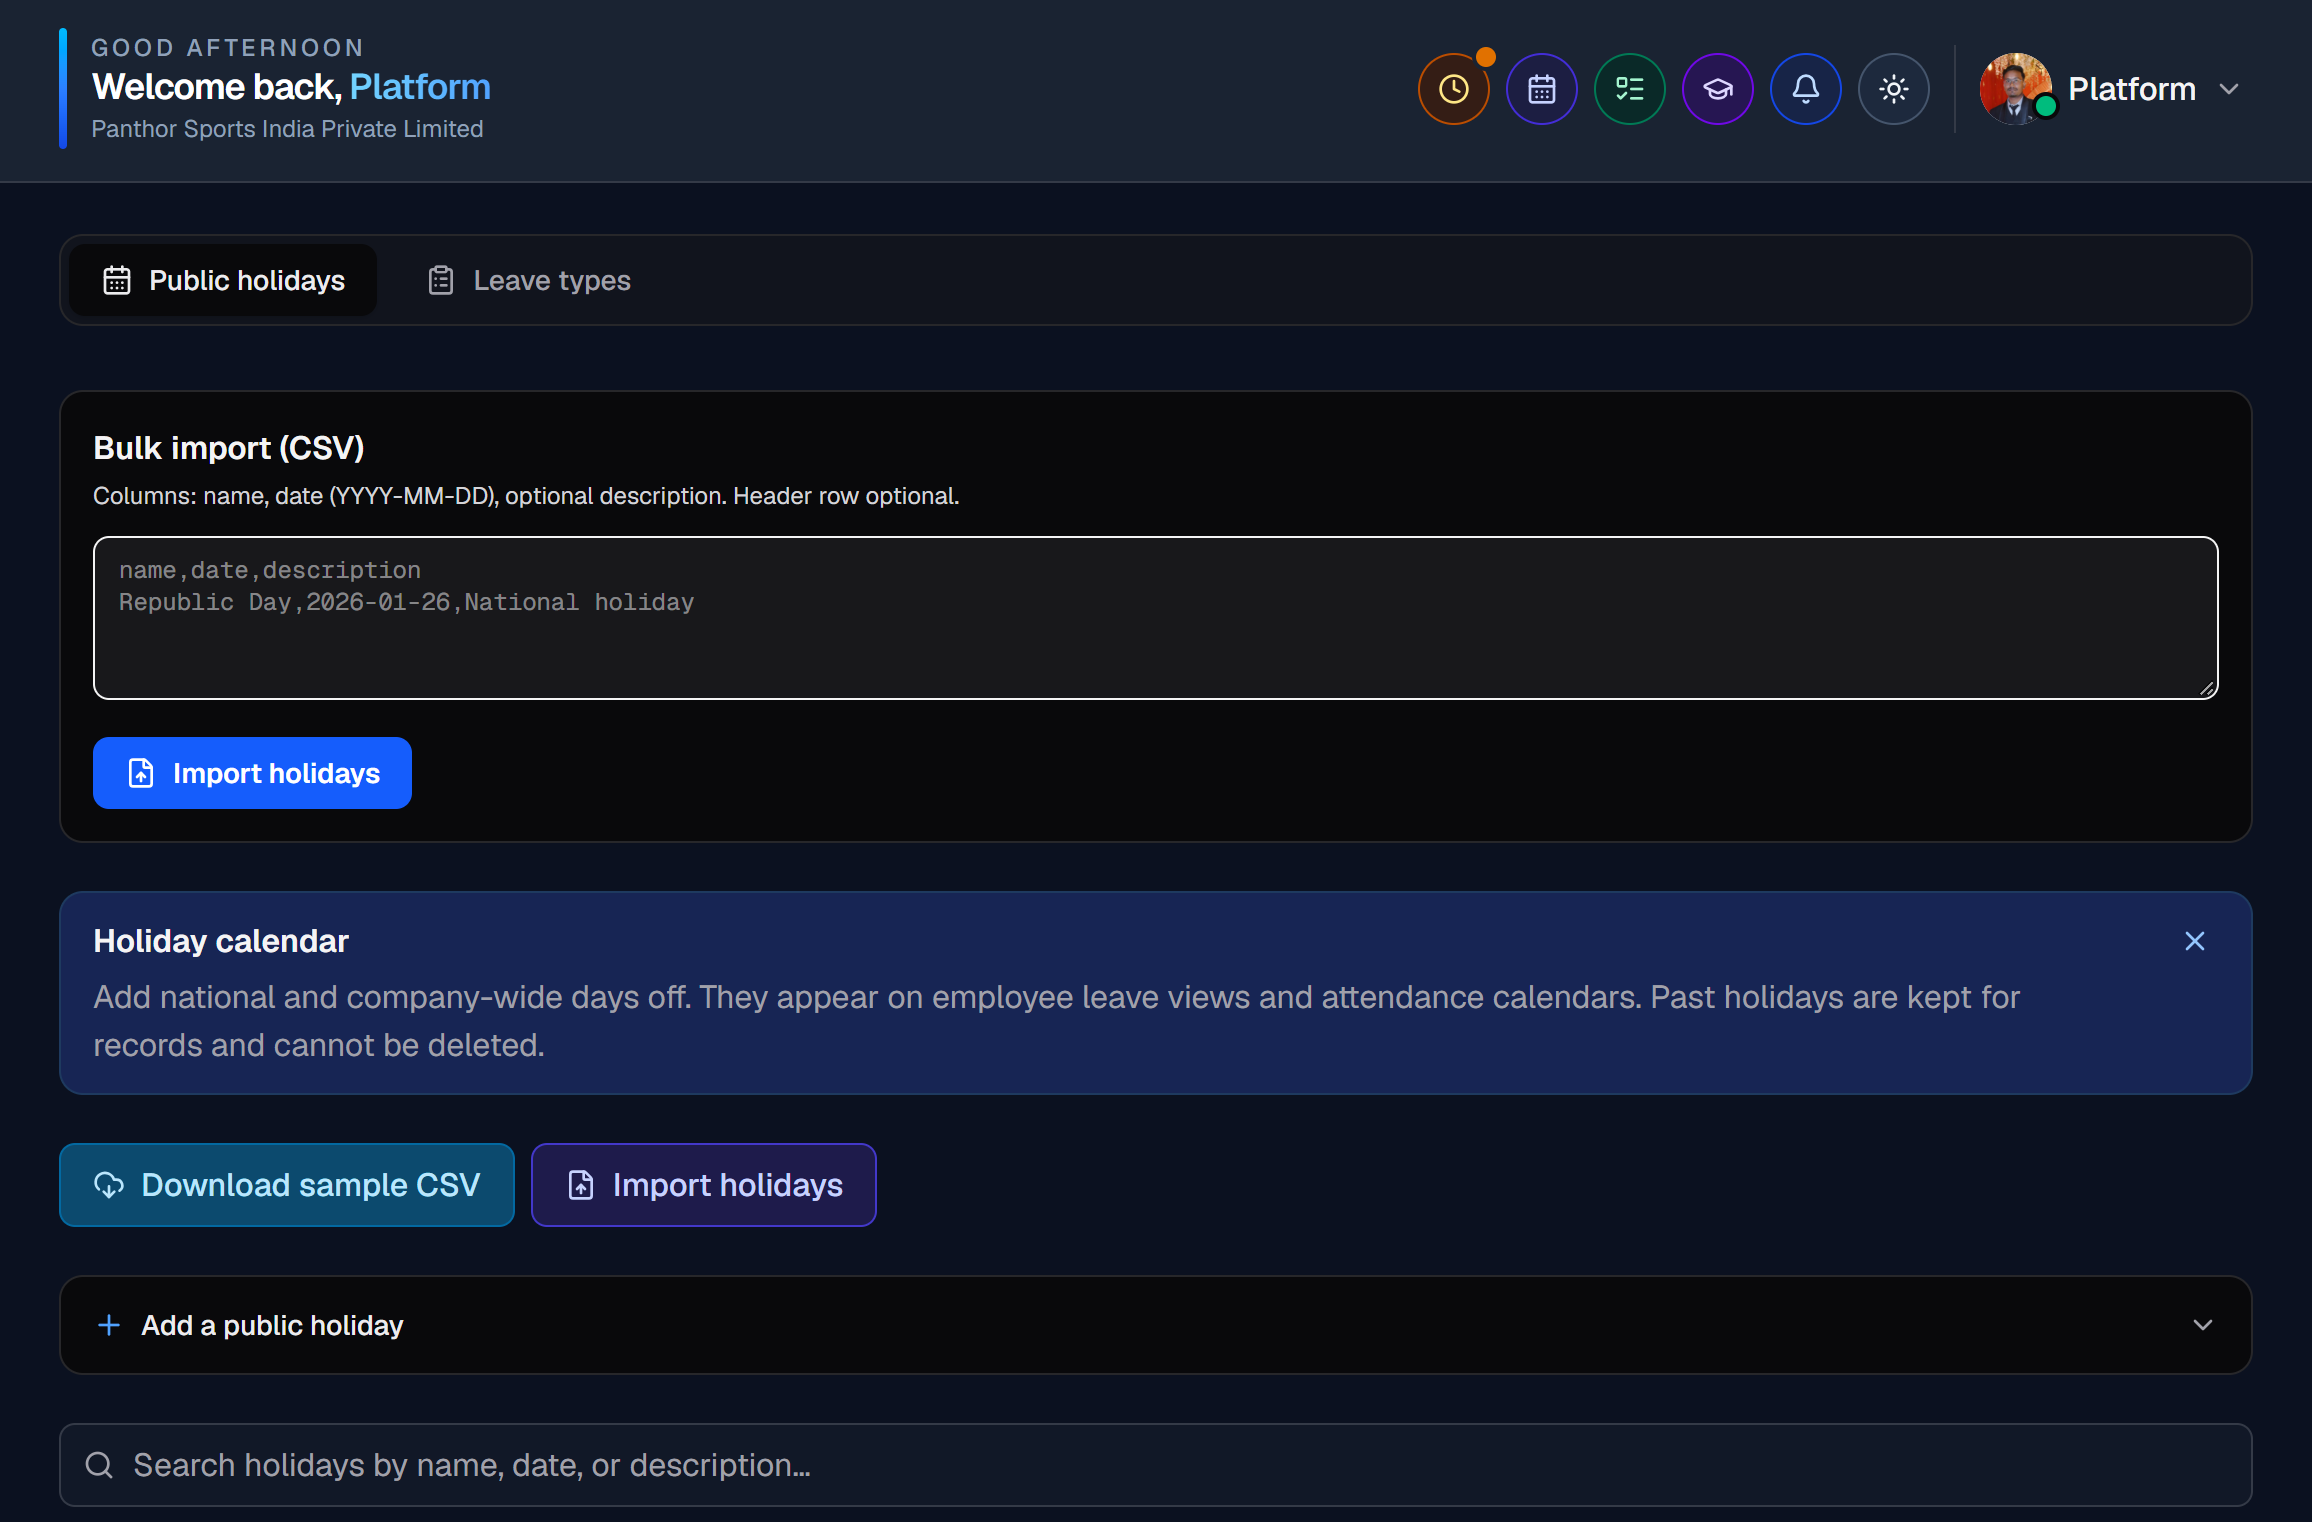 GOOD AFTERNOON
Welcome back, Platform
Panthor Sports India Private Limited
Platform
Public holidays
Leave types
Bulk import (CSV)
Columns: name, date (YYYY-MM-DD), optional description. Header row optional.
name,date,description
Republic Day,2026-01-26,National holiday
Import holidays
Holiday calendar
Add national and company-wide days off. They appear on employee leave views and attendance calendars. Past holidays are kept for
records and cannot be deleted.
Download sample CSV
Import holidays
Add a public holiday
Search holidays by name, date, or description...